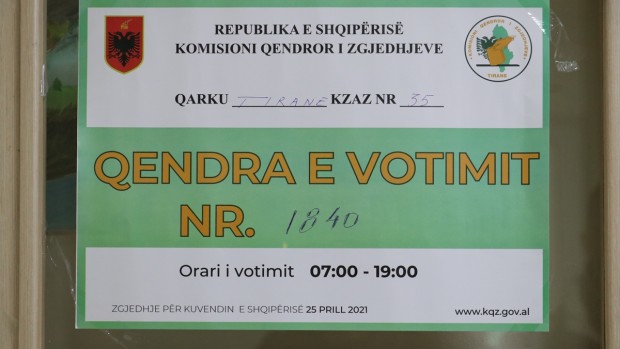 REPUBLIKA E SHQIPËRISË
KOMISIONI QENDROR I ZGJEDHJEVE
QARKU TIRANE KZAZ NR 35
QENDRA E VOTIMIT
NR. 1840
Orari i votimit 07:00 - 19:00
ZGJEDHJE PËR KUVENDIN E SHQIPËRISË 25 PRILL 2021
www.kqz.gov.al